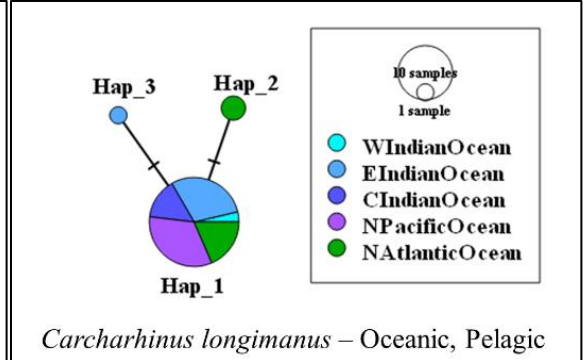 Hap_3
Hap_2
10 samples
1 sample
WIndianOcean
EIndianOcean
CIndianOcean
NPacificOcean
NAtlanticOcean
Hap_1
Carcharhinus longimanus – Oceanic, Pelagic